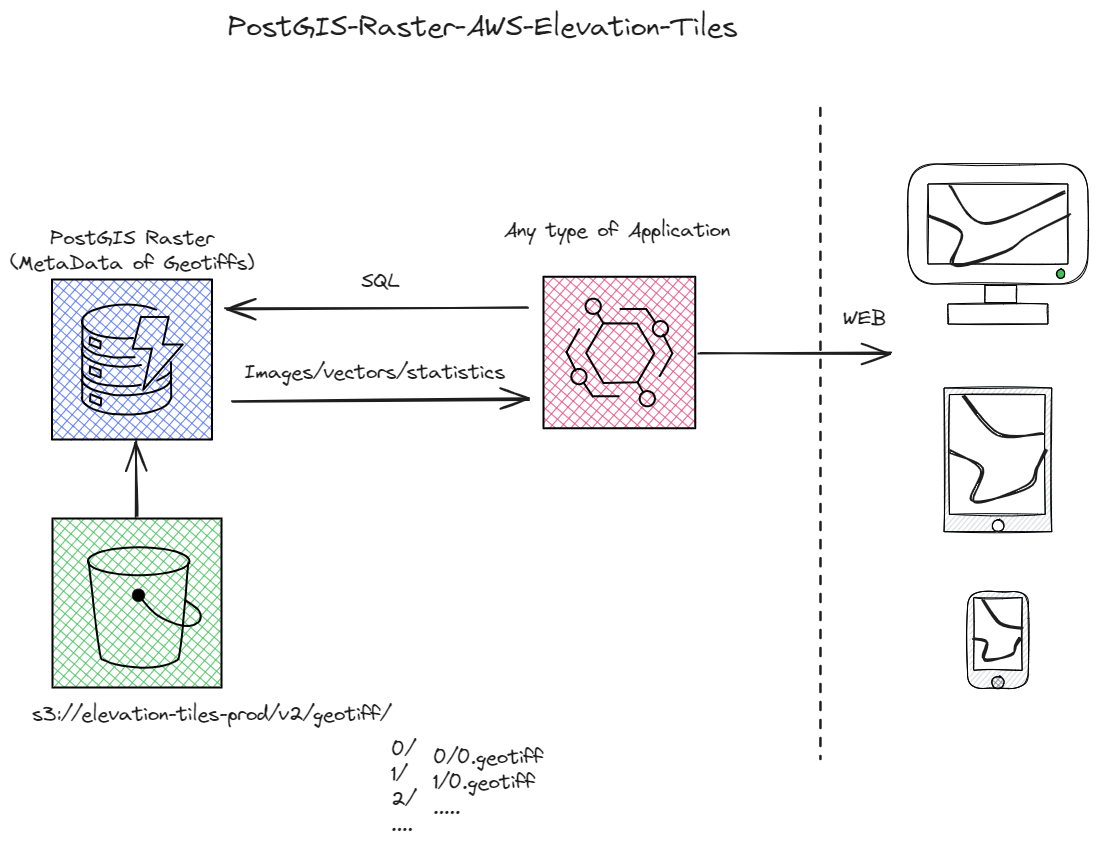 PostGIS-Raster-AWS-Elevation-Tiles
PostGIS Raster
(MetaData of Geotiffs)
Any type of Application
SQL
WEB
Images/vectors/statistics
s3://elevation-tiles-prod/v2/geotiff/
0/ 0/0.geotiff
1/ 1/0.geotiff
2/ .....
....